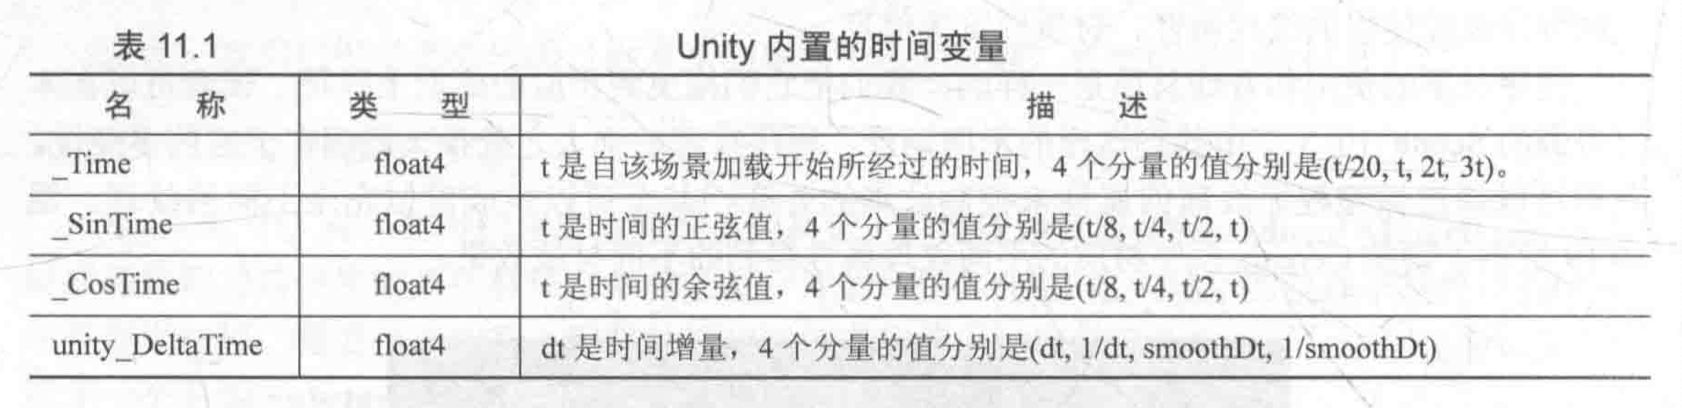 表 11.1 Unity 内置的时间变量
名 称 类 型 描 述
_Time float4 t 是自该场景加载开始所经过的时间，4 个分量的值分别是(t/20, t, 2t, 3t)。
_SinTime float4 t 是时间的正弦值，4 个分量的值分别是(t/8, t/4, t/2, t)
_CosTime float4 t 是时间的余弦值，4 个分量的值分别是(t/8, t/4, t/2, t)
unity_DeltaTime float4 dt 是时间增量，4 个分量的值分别是(dt, 1/dt, smoothDt, 1/smoothDt)